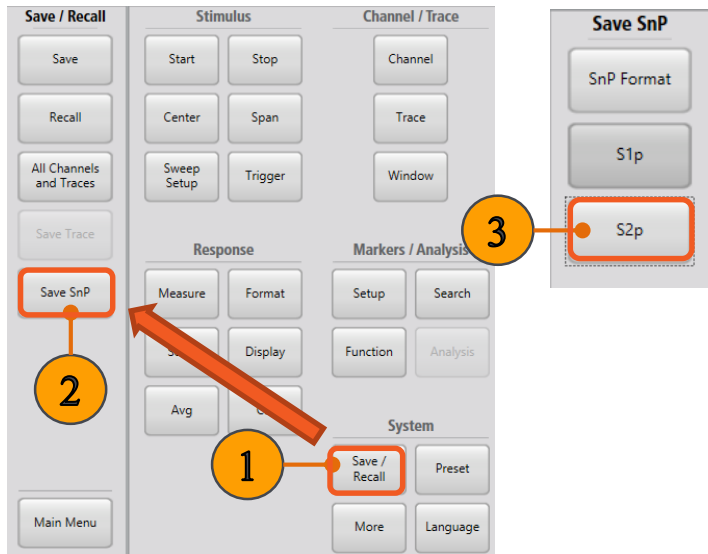 Save / Recall
Save
Recall
All Channels
and Traces
Save Trace
Save SnP
2
Main Menu
Stimulus
Start
Stop
Center
Span
Sweep
Setup
Trigger
Response
Measure
Format
Display
Avg
1
Channel / Trace
Channel
Trace
Window
Markers / Analysis
Setup
Search
Function
Analysis
System
Save /
Recall
Preset
More
Language
Save SnP
SnP Format
S1p
3
S2p